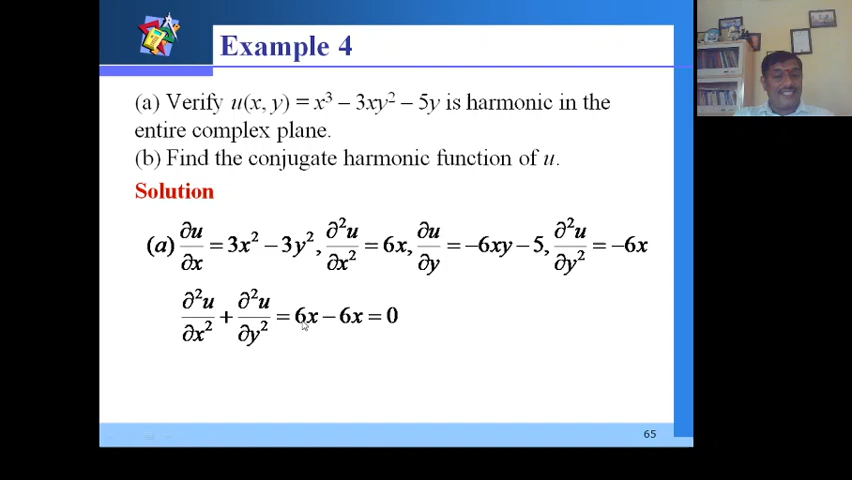 Example 4
(a) Verify u(x, y) = x³ – 3xy² – 5y is harmonic in the
entire complex plane.
(b) Find the conjugate harmonic function of u.
Solution
(a) ∂u/∂x = 3x² − 3y², ∂²u/∂x² = 6x, ∂u/∂y = −6xy − 5, ∂²u/∂y² = −6x
∂²u/∂x² + ∂²u/∂y² = 6x − 6x = 0
65